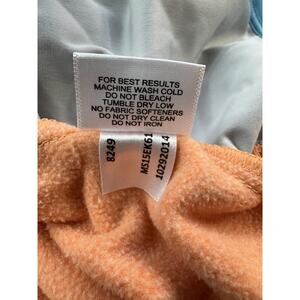 FOR BEST RESULTS
MACHINE WASH COLD
DO NOT BLEACH
TUMBLE DRY LOW
NO FABRIC SOFTENERS
DO NOT DRY CLEAN
DO NOT IRON
8249
MS15EK61
10292014